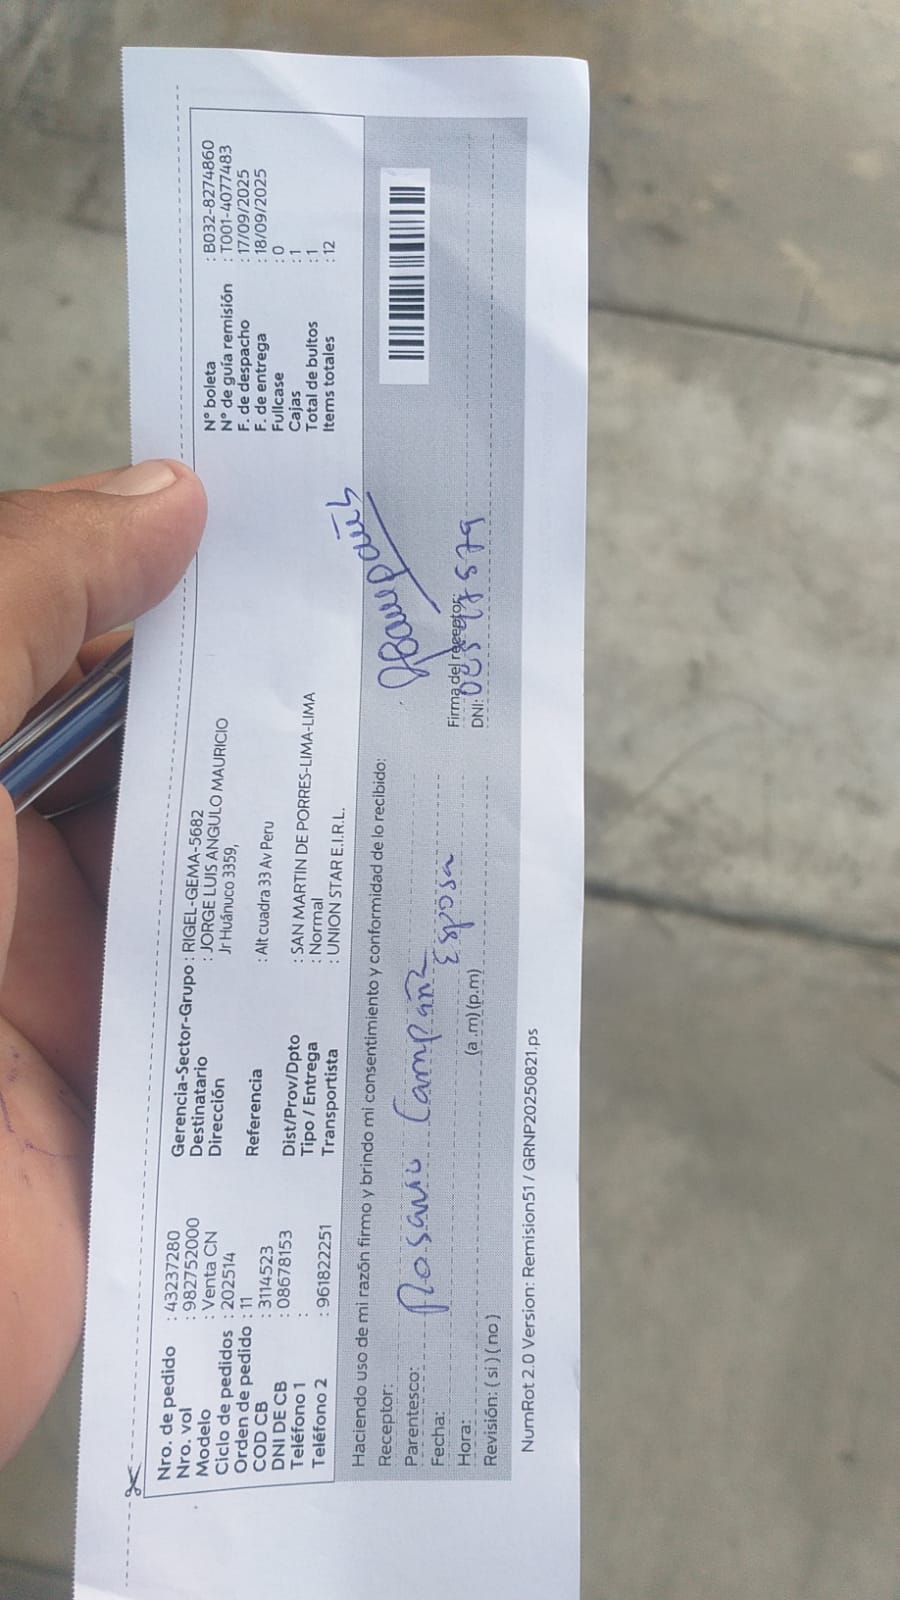 Nro. de pedido : 43237280
Nro. vol : 982752000
Modelo : Venta CN
Ciclo de pedidos : 202514
Orden de pedido : 11
COD CB : 3114523
DNI DE CB : 08678153
Teléfono 1 :
Teléfono 2 : 961822251
Gerencia-Sector-Grupo : RIGEL-GEMA-5682
Destinatario : JORGE LUIS ANGULO MAURICIO
Dirección Jr Huánuco 3359,
Referencia : Alt cuadra 33 Av Peru
Dist/Prov/Dpto : SAN MARTIN DE PORRES-LIMA-LIMA
Tipo / Entrega : Normal
Transportista : UNION STAR E.I.R.L.
N° boleta : B032-8274860
N° de guía remisión : T001-4077483
F. de despacho : 17/09/2025
F. de entrega : 18/09/2025
Fullcase : 0
Cajas : 1
Total de bultos : 1
Items totales : 12
Haciendo uso de mi razón firmo y brindo mi consentimiento y conformidad de lo recibido:
Receptor:
Parentesco: Rosario Campaña
Fecha: Esposa
Hora: (a .m) (p.m)
Revisión: ( si ) ( no )
Firma del receptor:
DNI:
NumRot 2.0 Version: Remision51 / GRNP20250821.ps